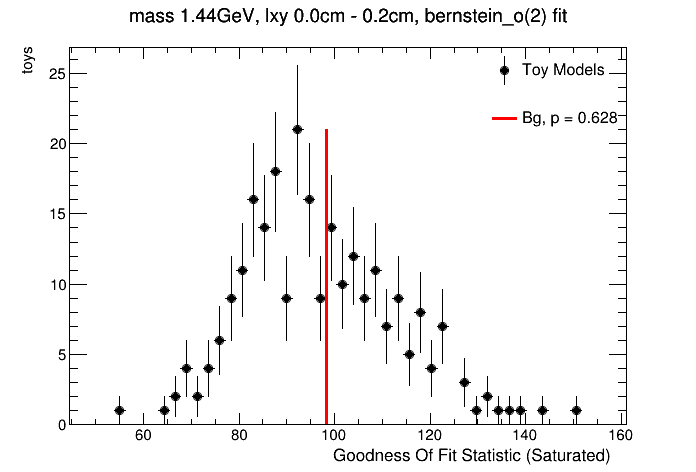 mass 1.44GeV, lxy 0.0cm - 0.2cm, bernstein_o(2) fit
toys
Toy Models
Bg, p = 0.628
25
20
15
10
5
0
60 80 100 120 140 160
Goodness Of Fit Statistic (Saturated)